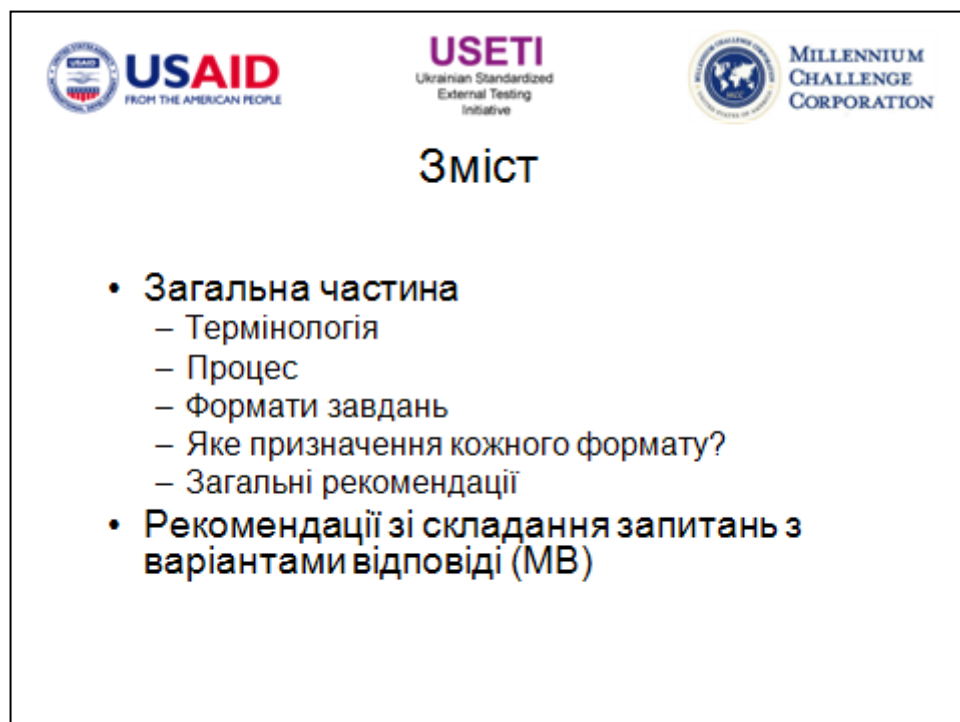 USAID
FROM THE AMERICAN PEOPLE
USETI
Ukrainian Standardized
External Testing
Initiative
MILLENNIUM
CHALLENGE
CORPORATION
Зміст
• Загальна частина
– Термінологія
– Процес
– Формати завдань
– Яке призначення кожного формату?
– Загальні рекомендації
• Рекомендації зі складання запитань з
варіантами відповіді (МВ)